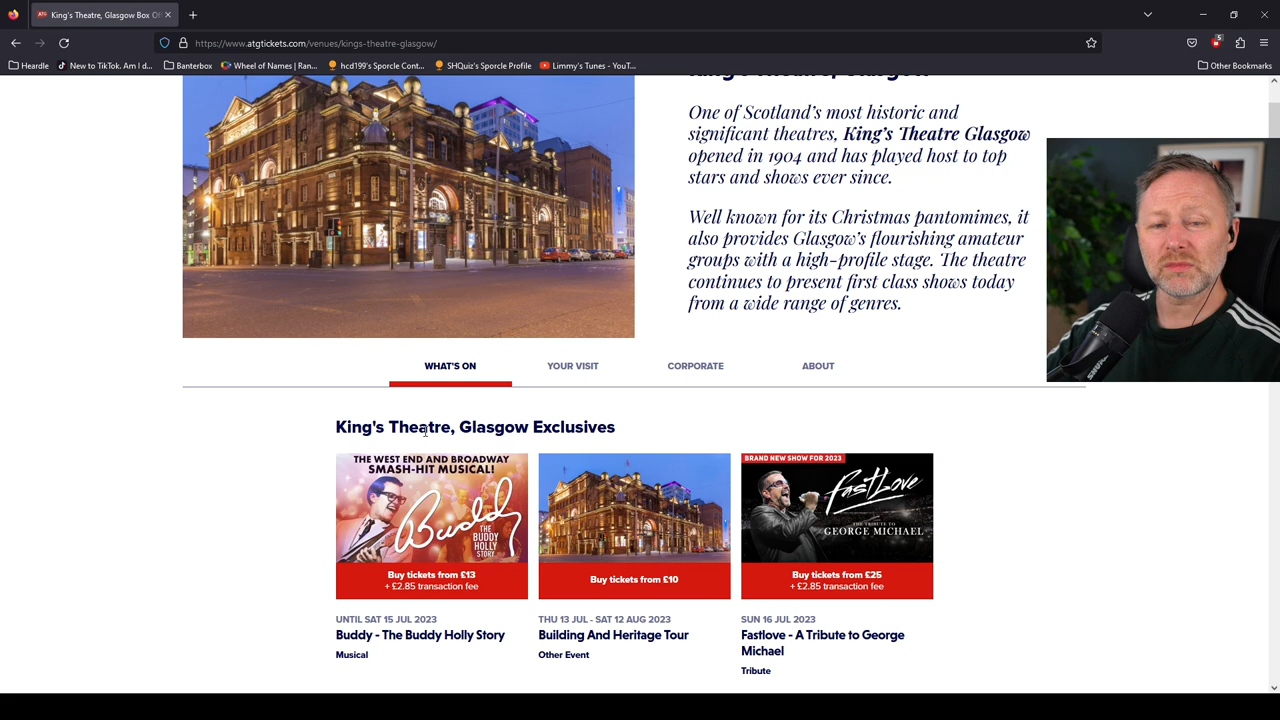 King's Theatre, Glasgow Box Of
https://www.atgtickets.com/venues/kings-theatre-glasgow/
5
Heardle
New to TikTok. Am I d...
Banterbox
Wheel of Names | Ran...
hcd199's Sporcle Cont...
SHQuiz's Sporcle Profile
Limmy's Tunes - YouT...
Other Bookmarks
King's Theatre, Glasgow
One of Scotland's most historic and
significant theatres, King's Theatre Glasgow
opened in 1904 and has played host to top
stars and shows ever since.
Well known for its Christmas pantomimes, it
also provides Glasgow's flourishing amateur
groups with a high-profile stage. The theatre
continues to present first class shows today
from a wide range of genres.
WHAT'S ON
YOUR VISIT
CORPORATE
ABOUT
King's Theatre, Glasgow Exclusives
THE WEST END AND BROADWAY
SMASH-HIT MUSICAL!
Buddy
THE
BUDDY
HOLLY
STORY
Buy tickets from £13
+ £2.85 transaction fee
UNTIL SAT 15 JUL 2023
Buddy - The Buddy Holly Story
Musical
Buy tickets from £10
THU 13 JUL - SAT 12 AUG 2023
Building And Heritage Tour
Other Event
BRAND NEW SHOW FOR 2023
FastLove
THE TRIBUTE TO
GEORGE MICHAEL
Buy tickets from £25
+ £2.85 transaction fee
SUN 16 JUL 2023
Fastlove - A Tribute to George
Michael
Tribute
SHURE